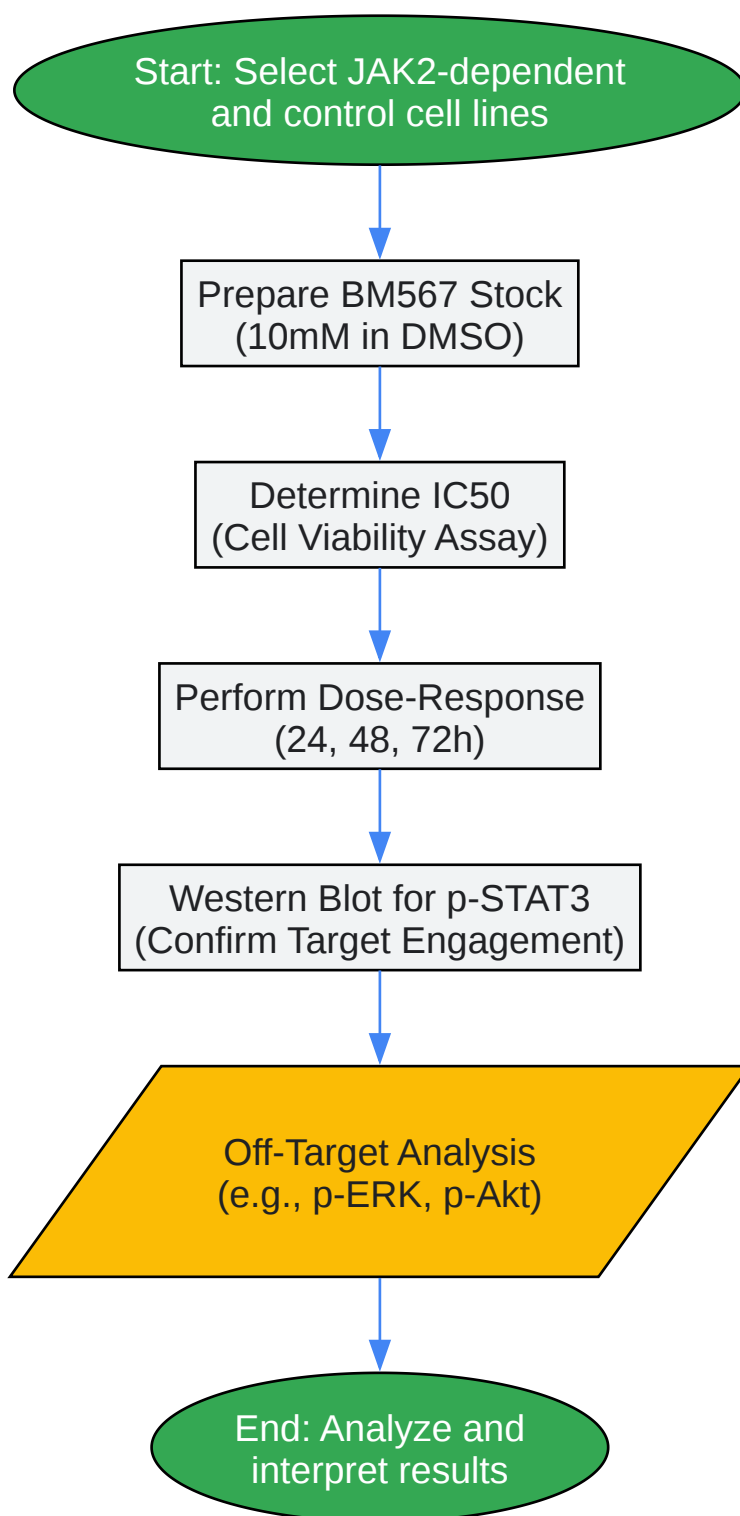 Start: Select JAK2-dependent
and control cell lines
Prepare BM567 Stock
(10mM in DMSO)
Determine IC50
(Cell Viability Assay)
Perform Dose-Response
(24, 48, 72h)
Western Blot for p-STAT3
(Confirm Target Engagement)
Off-Target Analysis
(e.g., p-ERK, p-Akt)
End: Analyze and
interpret results